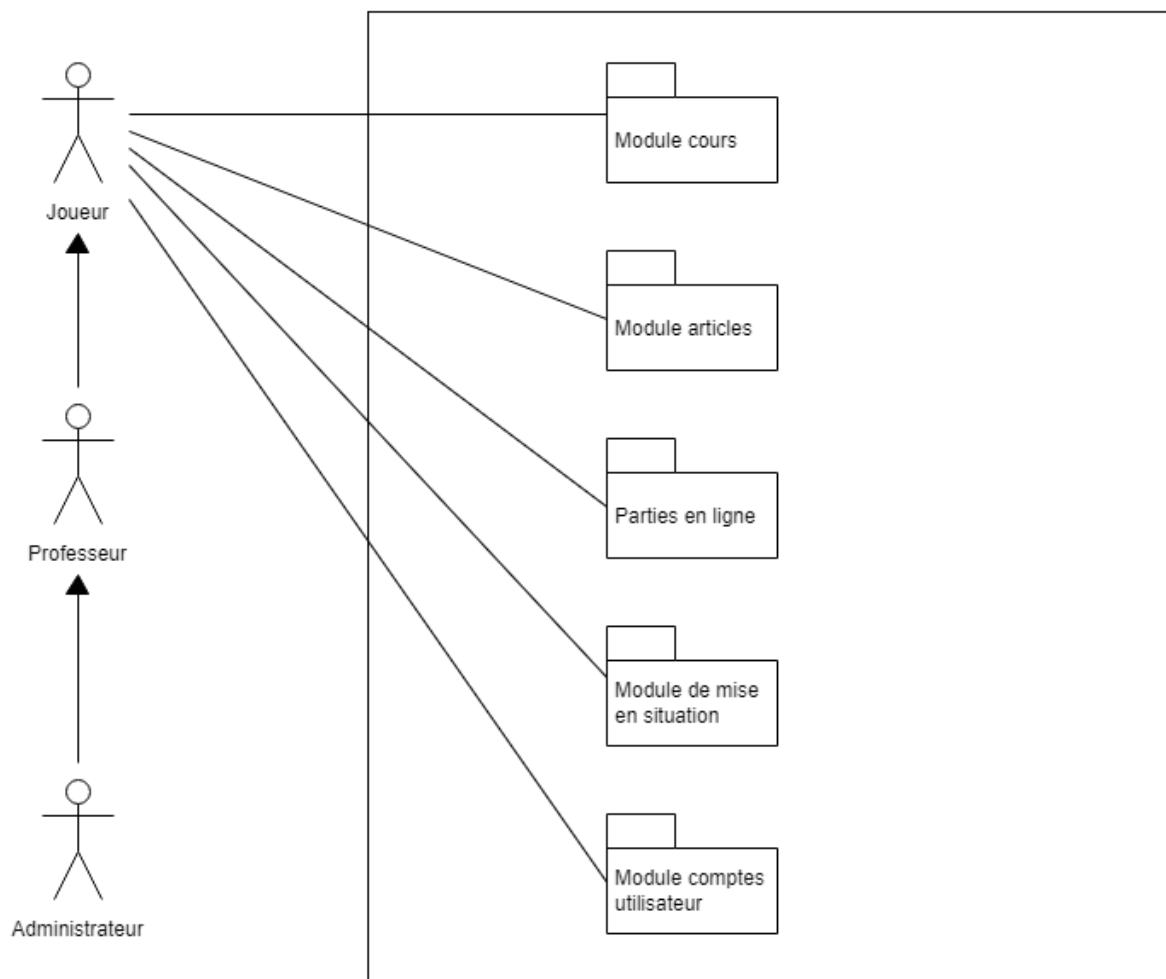 Module cours
Joueur
Module articles
Parties en ligne
Professeur
Module de mise
en situation
Module comptes
utilisateur
Administrateur